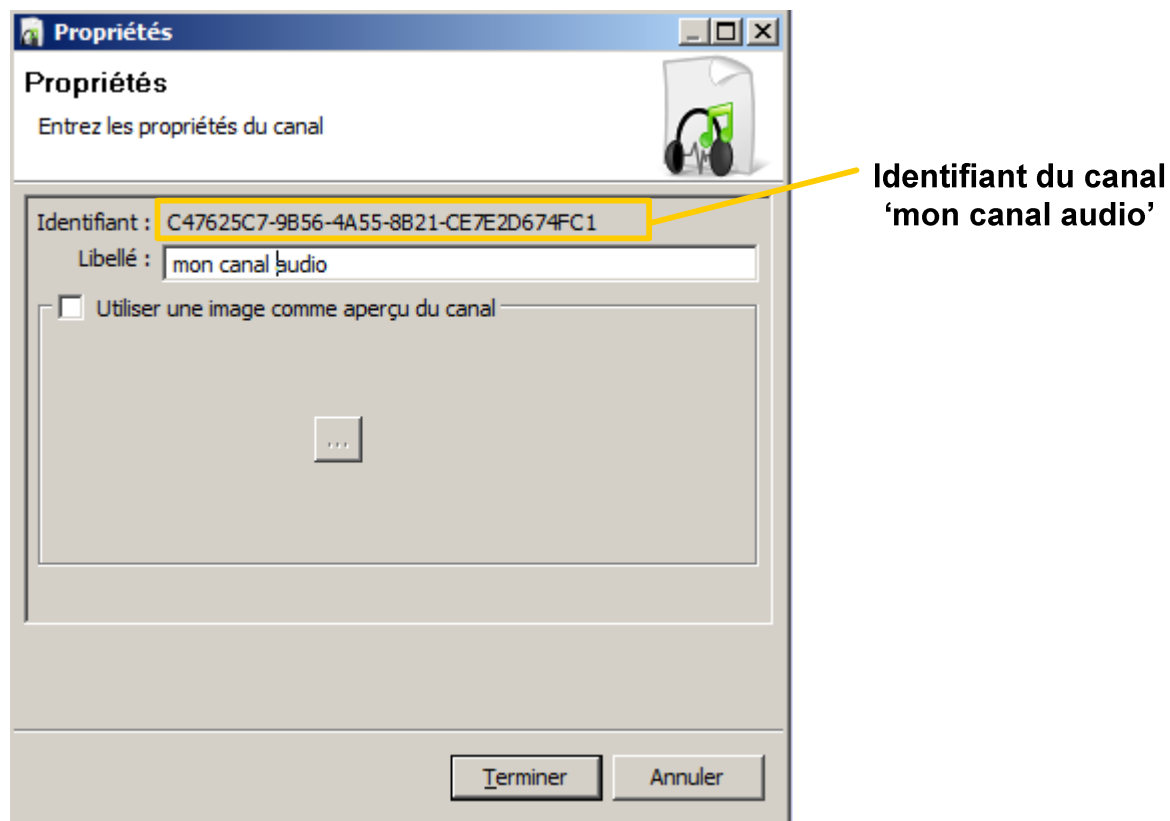 Propriétés
Propriétés
Entrez les propriétés du canal
Identifiant du canal
‘mon canal audio’
Identifiant : C47625C7-9B56-4A55-8B21-CE7E2D674FC1
Libellé : mon canal audio
Utiliser une image comme aperçu du canal
...
Terminer Annuler